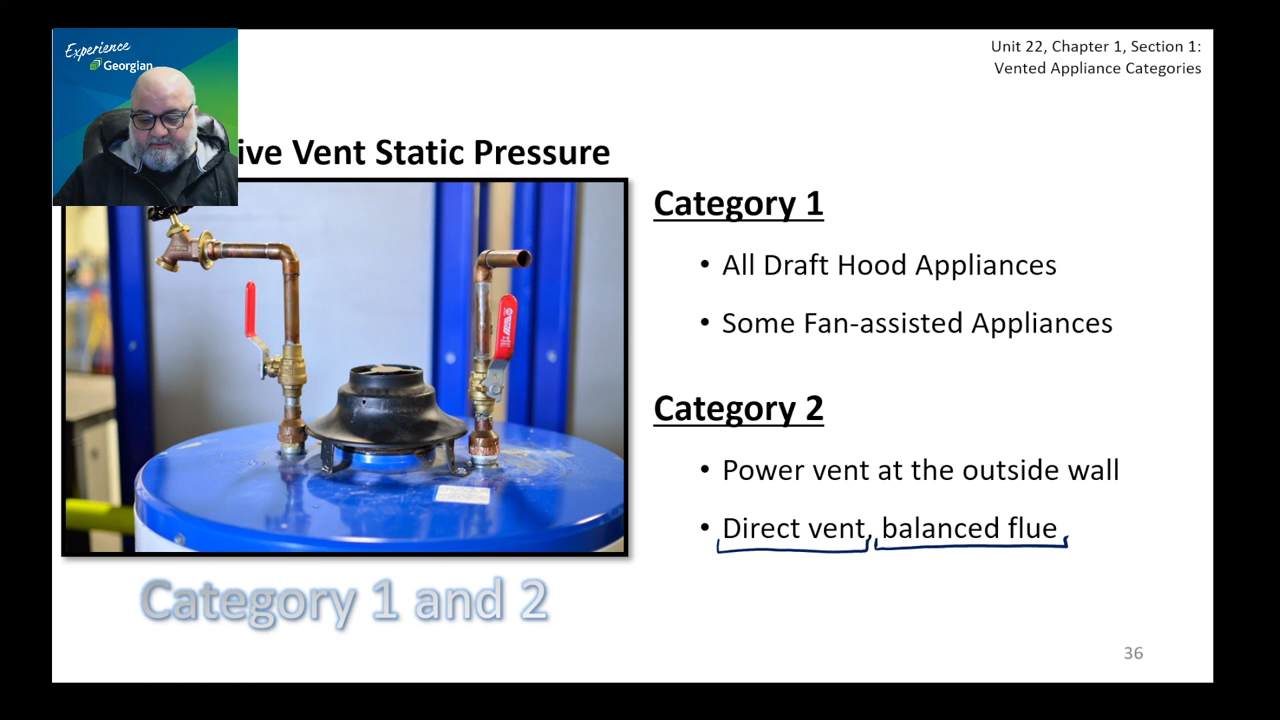 Experience
Georgian
Unit 22, Chapter 1, Section 1:
Vented Appliance Categories
ive Vent Static Pressure
Category 1
• All Draft Hood Appliances
• Some Fan-assisted Appliances
Category 2
• Power vent at the outside wall
• Direct vent, balanced flue
Category 1 and 2
36